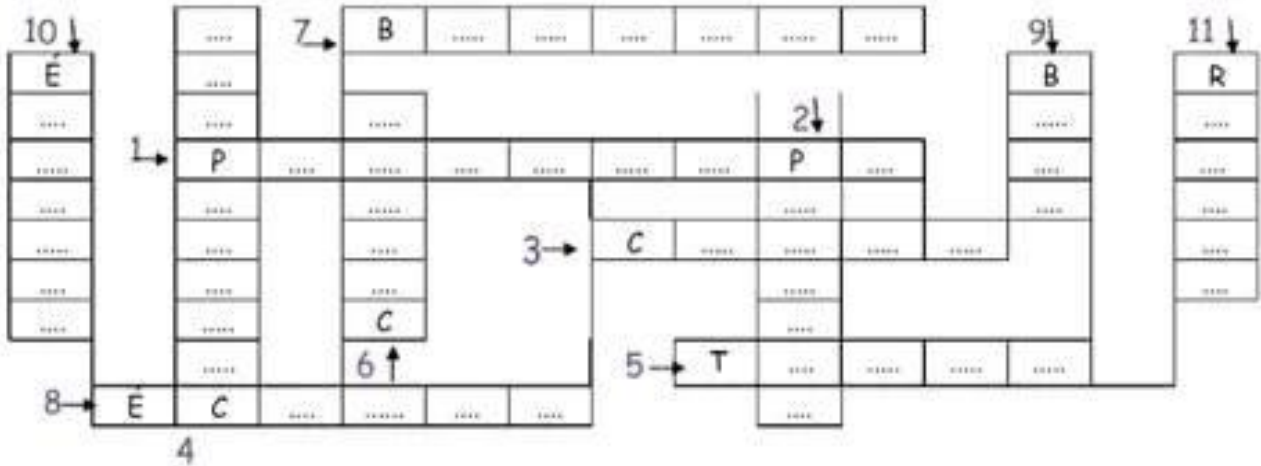 10 .... 7 B ..... ..... .... ..... ..... ..... 9 11
É .... B R
.... .... ..... 2 ..... ....
1 ..... P .... ..... .... ..... ..... ..... P .... .... ....
.... .... ..... ..... .... ....
..... .... .... 3 C ..... ..... ..... ..... ....
.... .... .... .... ....
.... ..... C ....
..... 6 5 T .... ..... ..... .....
8 É C .... ...... .... .... ....
4